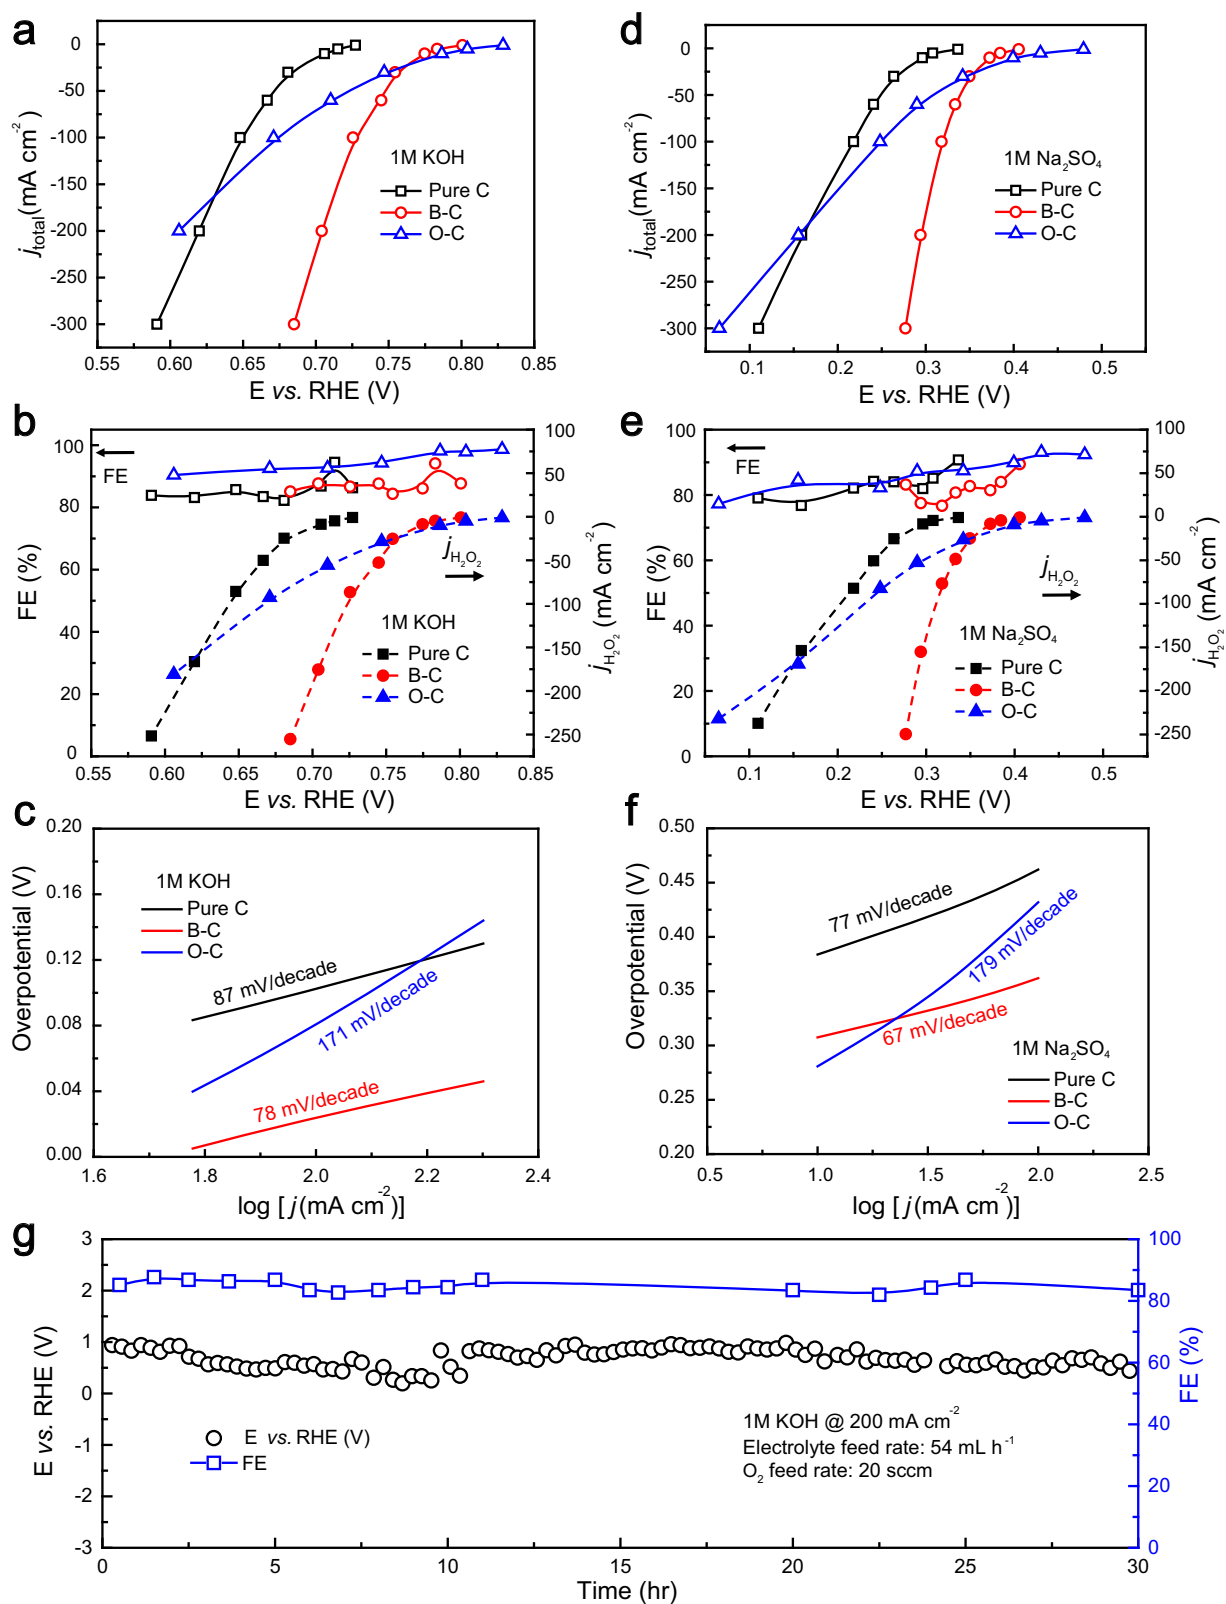 a
0
-50
-100
-150
-200
-250
-300
j total (mA cm-2)
1M KOH
Pure C
B-C
O-C
0.55 0.60 0.65 0.70 0.75 0.80 0.85
E vs. RHE (V)
d
0
-50
-100
-150
-200
-250
-300
j total (mA cm-2)
1M Na2SO4
Pure C
B-C
O-C
0.1 0.2 0.3 0.4 0.5
E vs. RHE (V)
b
100
80
60
40
20
0
FE (%)
FE
jH2O2
1M KOH
Pure C
B-C
O-C
100
50
0
-50
-100
-150
-200
-250
jH2O2 (mA cm-2)
0.55 0.60 0.65 0.70 0.75 0.80 0.85
E vs. RHE (V)
e
100
80
60
40
20
0
FE (%)
FE
jH2O2
1M Na2SO4
Pure C
B-C
O-C
100
50
0
-50
-100
-150
-200
-250
jH2O2 (mA cm-2)
0.1 0.2 0.3 0.4 0.5
E vs. RHE (V)
c
0.20
0.16
0.12
0.08
0.04
0.00
Overpotential (V)
1M KOH
Pure C
B-C
O-C
87 mV/decade
171 mV/decade
78 mV/decade
1.6 1.8 2.0 2.2 2.4
log [ j (mA cm-2)]
f
0.50
0.45
0.40
0.35
0.30
0.25
0.20
Overpotential (V)
77 mV/decade
179 mV/decade
67 mV/decade
1M Na2SO4
Pure C
B-C
O-C
0.5 1.0 1.5 2.0 2.5
log [ j (mA cm-2)]
g
3
2
1
0
-1
-2
-3
E vs. RHE (V)
E vs. RHE (V)
FE
1M KOH @ 200 mA cm-2
Electrolyte feed rate: 54 mL h-1
O2 feed rate: 20 sccm
100
80
60
40
20
0
FE (%)
0 5 10 15 20 25 30
Time (hr)